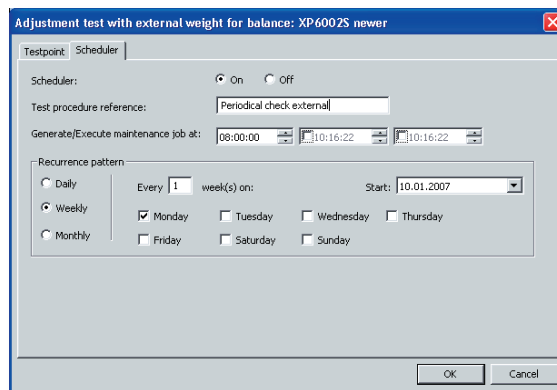 Adjustment test with external weight for balance: XP6002S newer
Testpoint Scheduler
Scheduler: On Off
Test procedure reference: Periodical check external
Generate/Execute maintenance job at: 08:00:00 10:16:22 10:16:22
Recurrence pattern
Daily Every 1 week(s) on: Start: 10.01.2007
Weekly Monday Tuesday Wednesday Thursday
Monthly Friday Saturday Sunday
OK Cancel